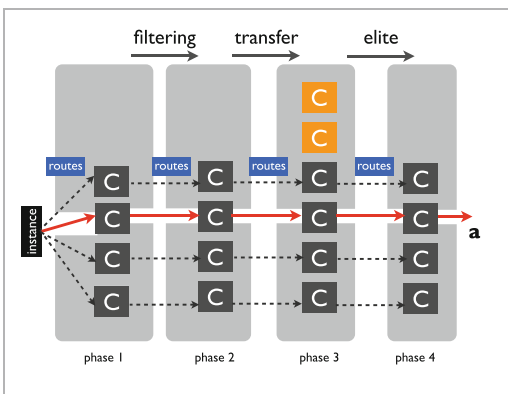 filtering transfer elite
C
C
routes routes routes routes
C C C C
instance
C C C C
a
C C C C
C C C C
phase 1 phase 2 phase 3 phase 4